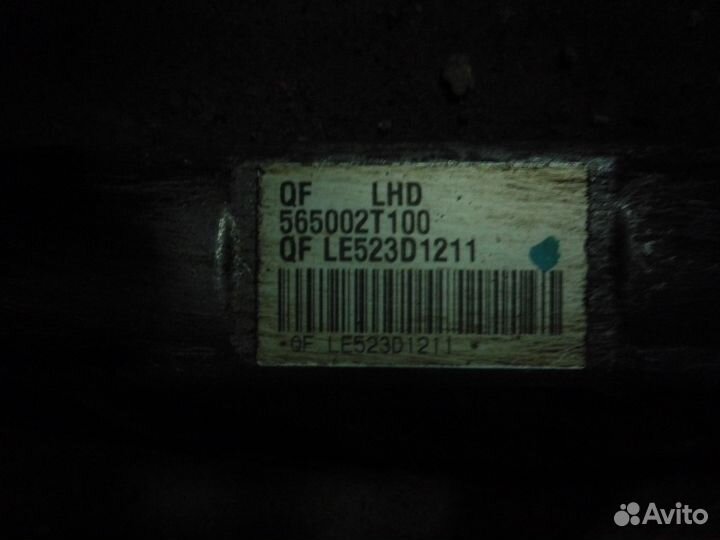 QF LHD
565002T100
QF LE523D1211
QF LE523D1211
Avito